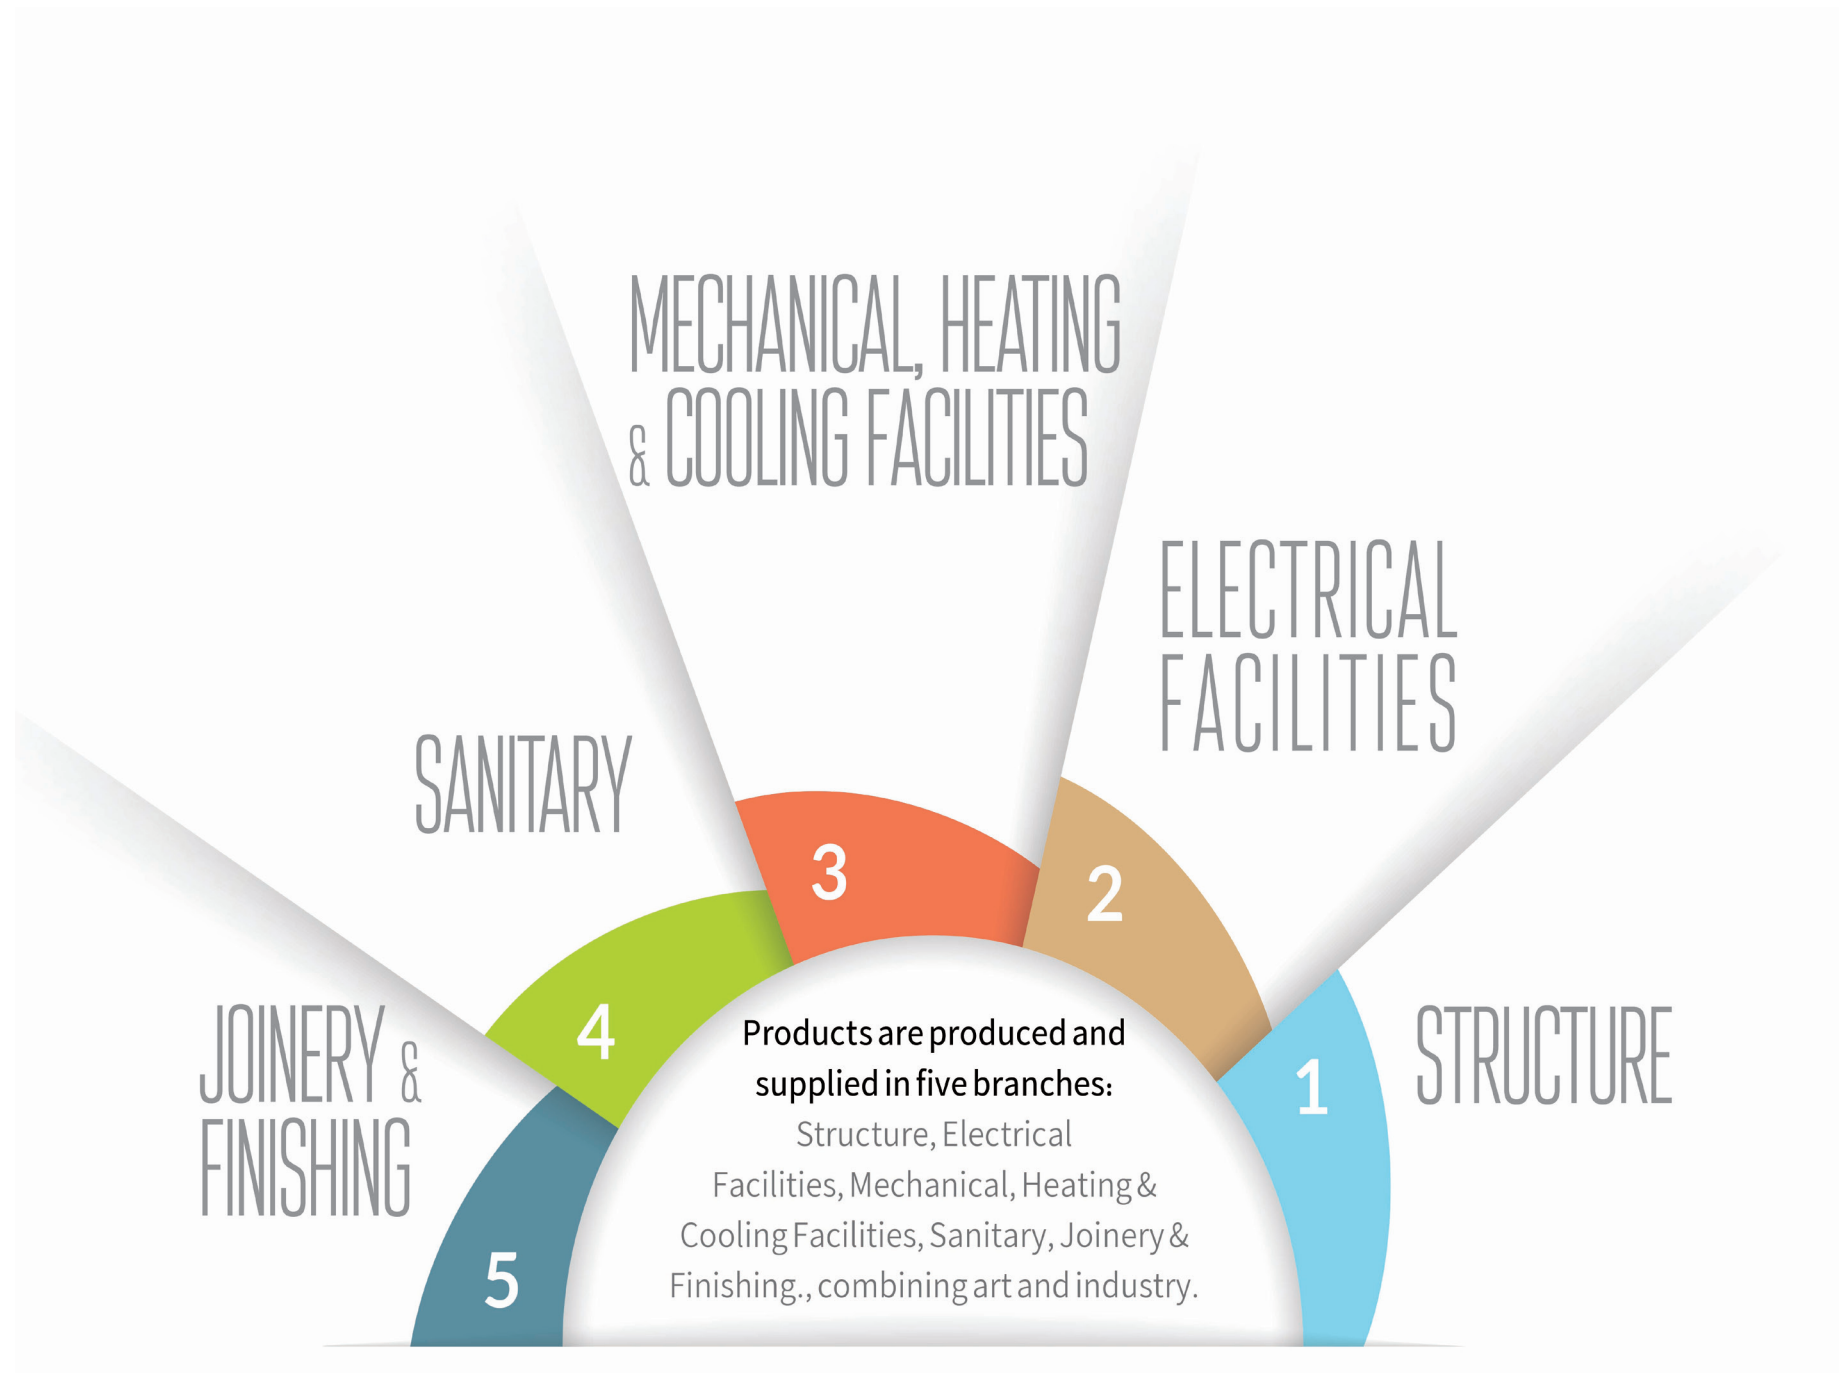 MECHANICAL, HEATING
& COOLING FACILITIES
ELECTRICAL
FACILITIES
SANITARY
STRUCTURE
JOINERY &
FINISHING
3
2
4
1
5
Products are produced and
supplied in five branches:
Structure, Electrical
Facilities, Mechanical, Heating &
Cooling Facilities, Sanitary, Joinery &
Finishing., combining art and industry.